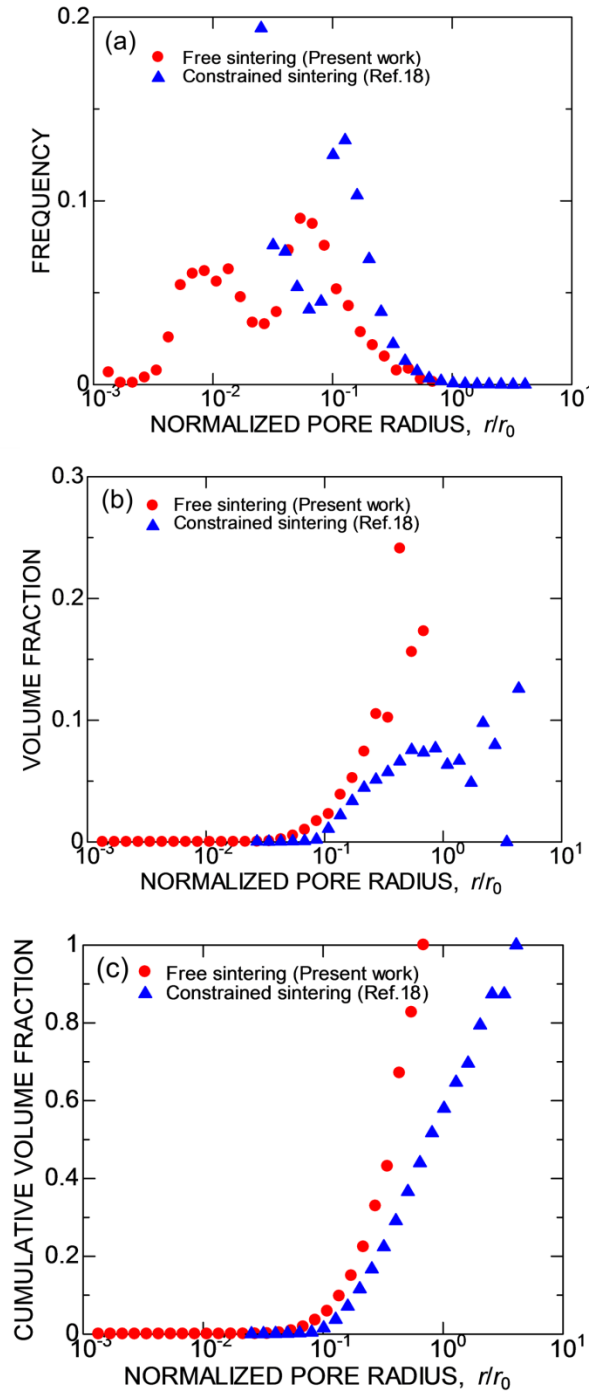 (a)
Free sintering (Present work)
Constrained sintering (Ref.18)
FREQUENCY
0.2
0.1
0
10-3
10-2
10-1
100
101
NORMALIZED PORE RADIUS, r/r0
(b)
Free sintering (Present work)
Constrained sintering (Ref.18)
VOLUME FRACTION
0.3
0.2
0.1
0
10-3
10-2
10-1
100
101
NORMALIZED PORE RADIUS, r/r0
(c)
Free sintering (Present work)
Constrained sintering (Ref.18)
CUMULATIVE VOLUME FRACTION
1
0.8
0.6
0.4
0.2
0
10-3
10-2
10-1
100
101
NORMALIZED PORE RADIUS, r/r0